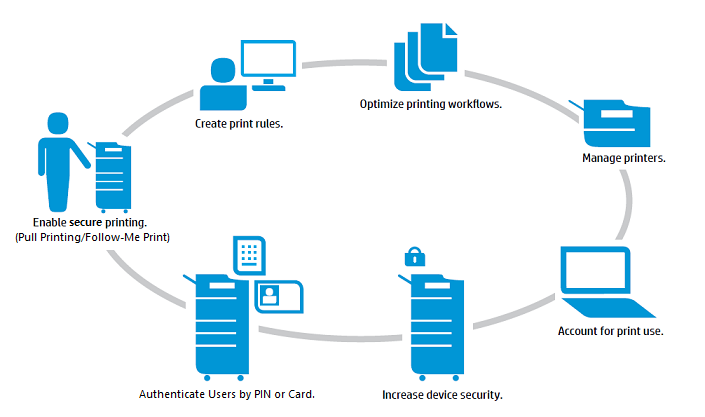 Create print rules.
Optimize printing workflows.
Manage printers.
Enable secure printing.
(Pull Printing/Follow-Me Print)
Account for print use.
Authenticate Users by PIN or Card.
Increase device security.